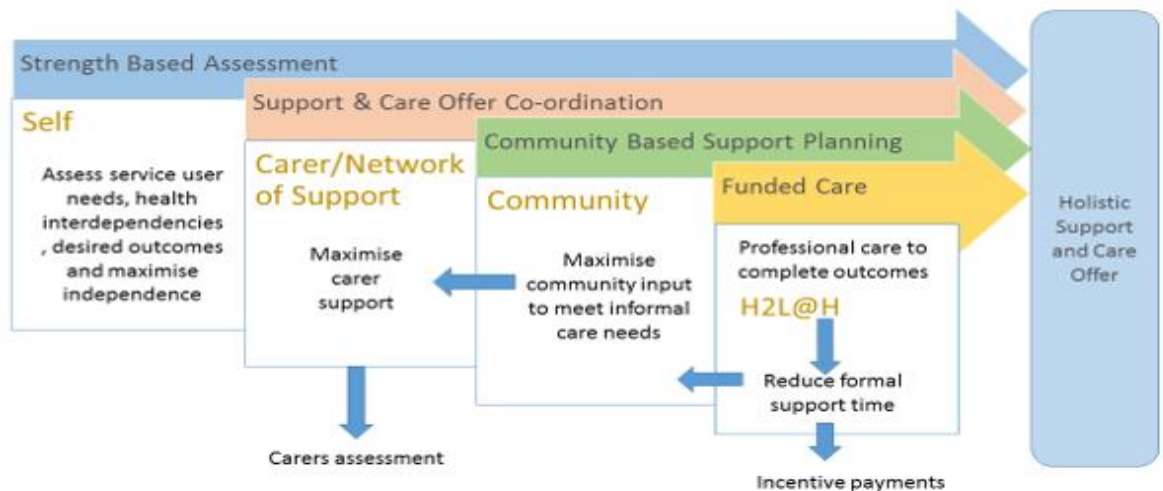 Strength Based Assessment
Support & Care Offer Co-ordination
Community Based Support Planning
Funded Care
Self
Assess service user
needs, health
interdependencies
, desired outcomes
and maximise
independence
Carer/Network
of Support
Maximise
carer
support
Carers assessment
Community
Maximise
community input
to meet informal
care needs
Professional care to
complete outcomes
H2L@H
Reduce formal
support time
Incentive payments
Holistic
Support
and Care
Offer